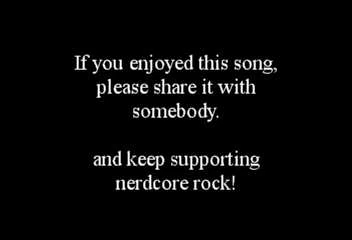 If you enjoyed this song,
please share it with
somebody.
and keep supporting
nerdcore rock!